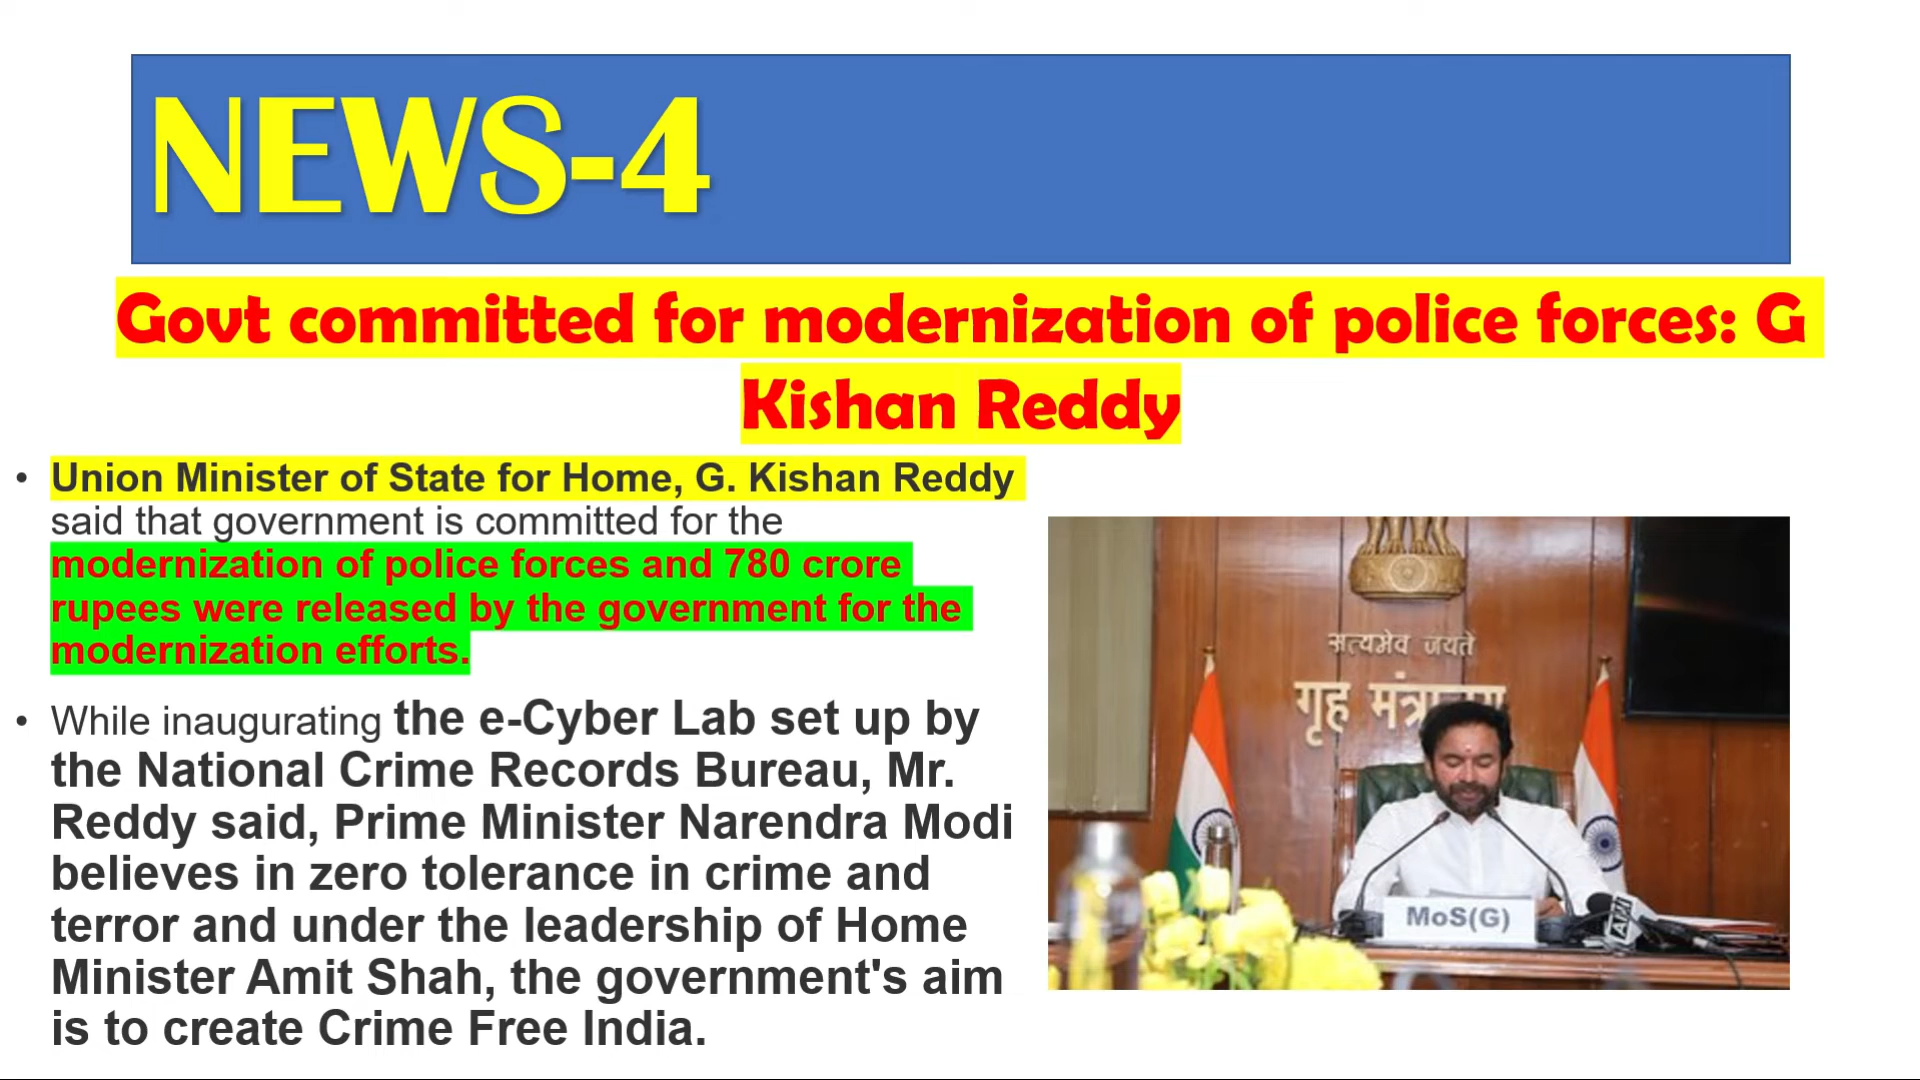 NEWS-4
Govt committed for modernization of police forces: G
Kishan Reddy
• Union Minister of State for Home, G. Kishan Reddy
said that government is committed for the
modernization of police forces and 780 crore
rupees were released by the government for the
modernization efforts.
• While inaugurating the e-Cyber Lab set up by
the National Crime Records Bureau, Mr.
Reddy said, Prime Minister Narendra Modi
believes in zero tolerance in crime and
terror and under the leadership of Home
Minister Amit Shah, the government's aim
is to create Crime Free India.
सत्यमेव जयते
गृह मंत्रालय
MoS(G)
ANI